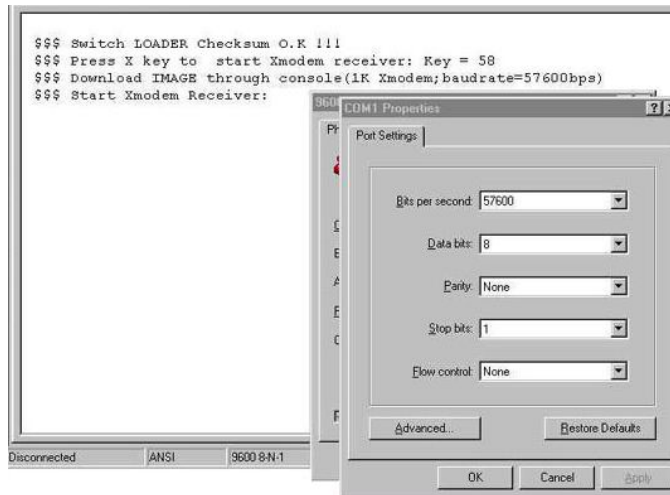 $$$ Switch LOADER Checksum O.K !!!
$$$ Press X key to start Xmodem receiver: Key = 58
$$$ Download IMAGE through console(1K Xmodem;baudrate=57600bps)
$$$ Start Xmodem Receiver:
960
COM1 Properties
Ph
Port Settings
Bits per second: 57600
Data bits: 8
Parity: None
Stop bits: 1
Flow control: None
Advanced...
Restore Defaults
Disconnected
ANSI
9600 8-N-1
OK
Cancel
Apply